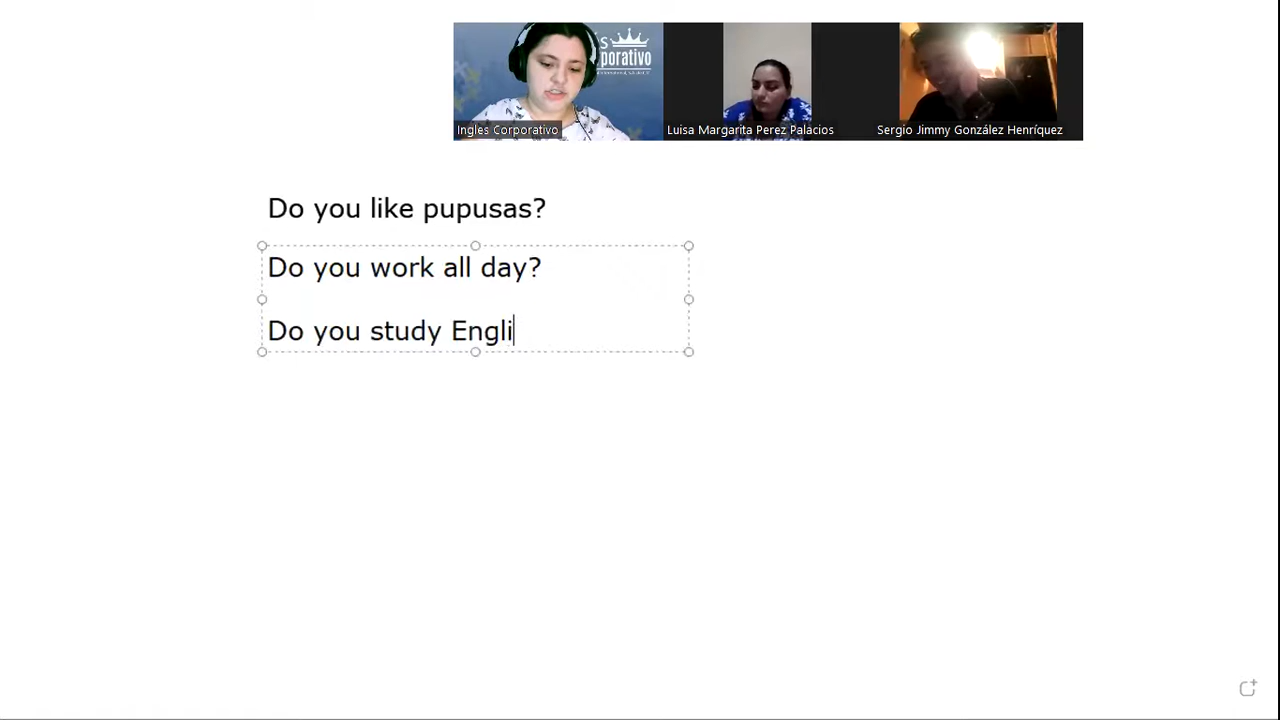 s
porativo
Ingles Corporativo
Luisa Margarita Perez Palacios
Sergio Jimmy González Henríquez
Do you like pupusas?
Do you work all day?
Do you study Engli